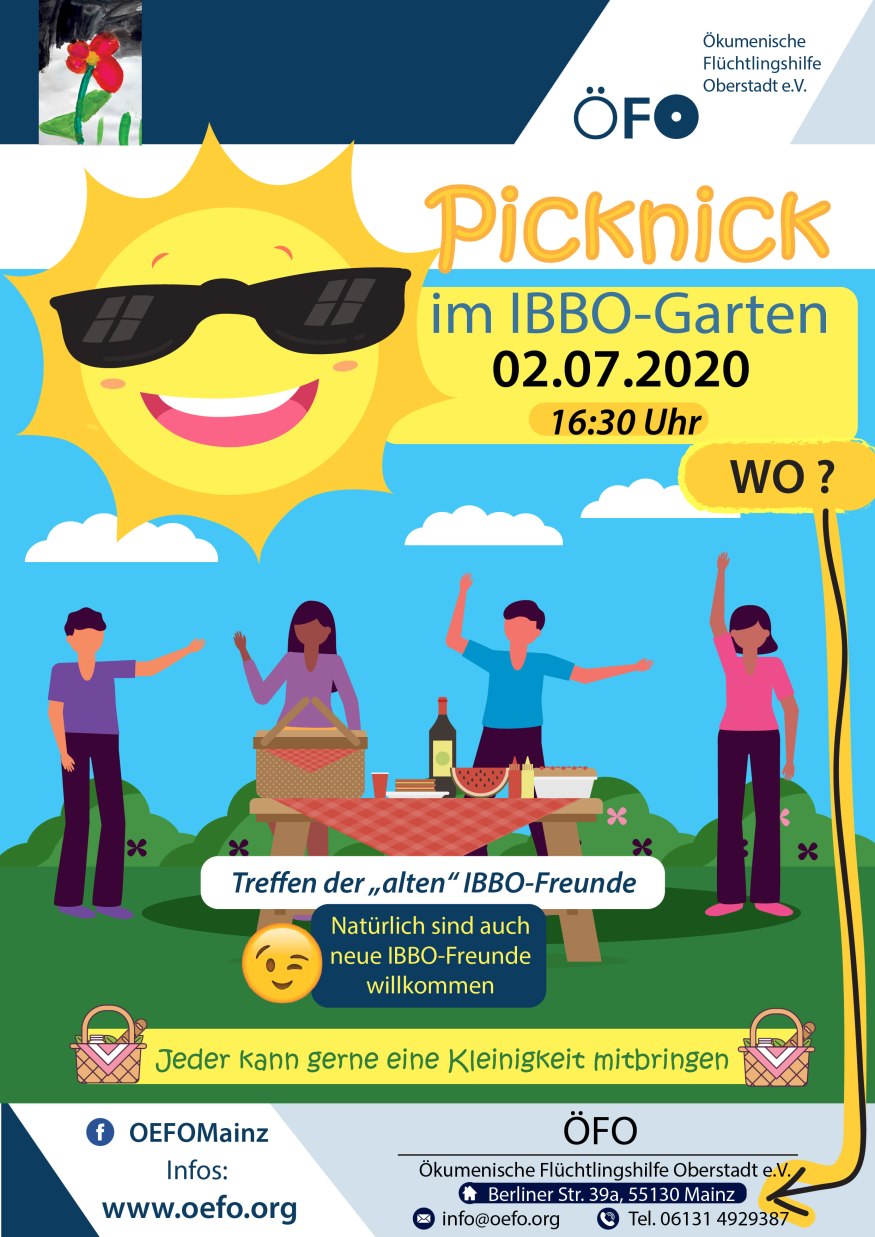 Ökumenische
Flüchtlingshilfe
Oberstadt e.V.
ÖFO
Picknick
im IBBO-Garten
02.07.2020
16:30 Uhr
WO ?
Treffen der „alten“ IBBO-Freunde
Natürlich sind auch
neue IBBO-Freunde
willkommen
Jeder kann gerne eine Kleinigkeit mitbringen
OEFOMainz
Infos:
www.oefo.org
ÖFO
Ökumenische Flüchtlingshilfe Oberstadt e.V.
Berliner Str. 39a, 55130 Mainz
info@oefo.org Tel. 06131 4929387